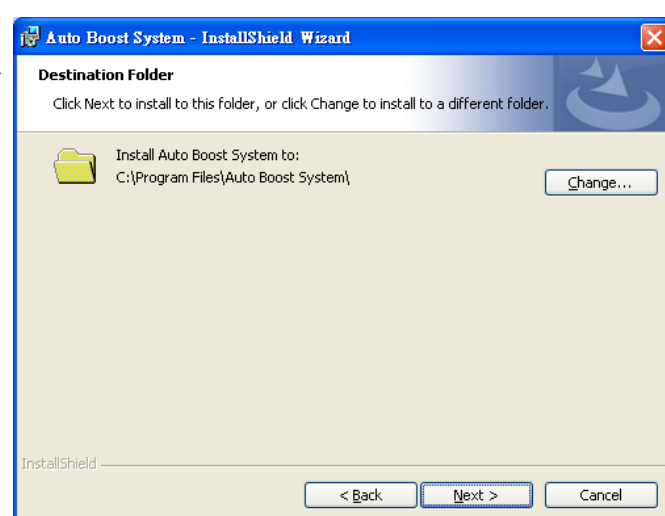 Auto Boost System - InstallShield Wizard
Destination Folder
Click Next to install to this folder, or click Change to install to a different folder.
Install Auto Boost System to:
C:\Program Files\Auto Boost System\
Change...
InstallShield
< Back
Next >
Cancel